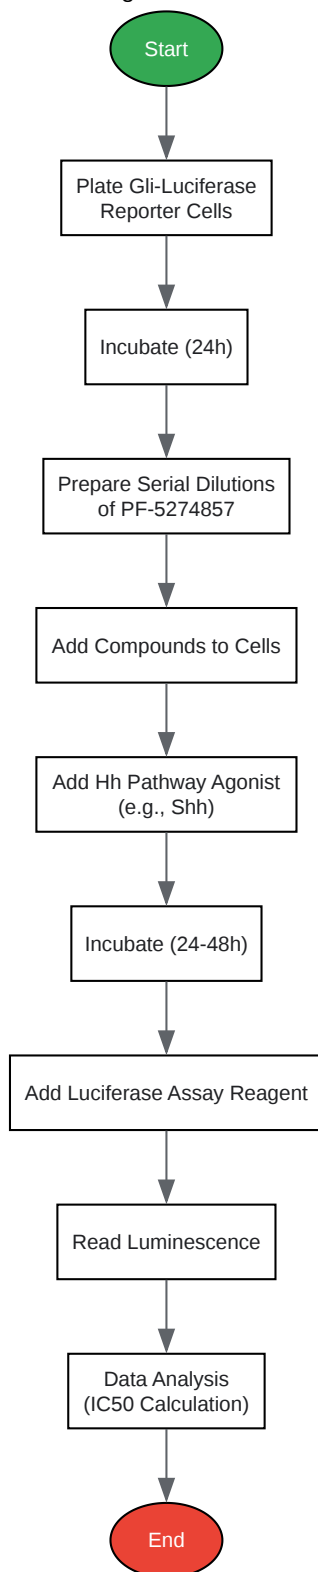 Start
Plate Gli-Luciferase
Reporter Cells
Incubate (24h)
Prepare Serial Dilutions
of PF-5274857
Add Compounds to Cells
Add Hh Pathway Agonist
(e.g., Shh)
Incubate (24-48h)
Add Luciferase Assay Reagent
Read Luminescence
Data Analysis
(IC50 Calculation)
End